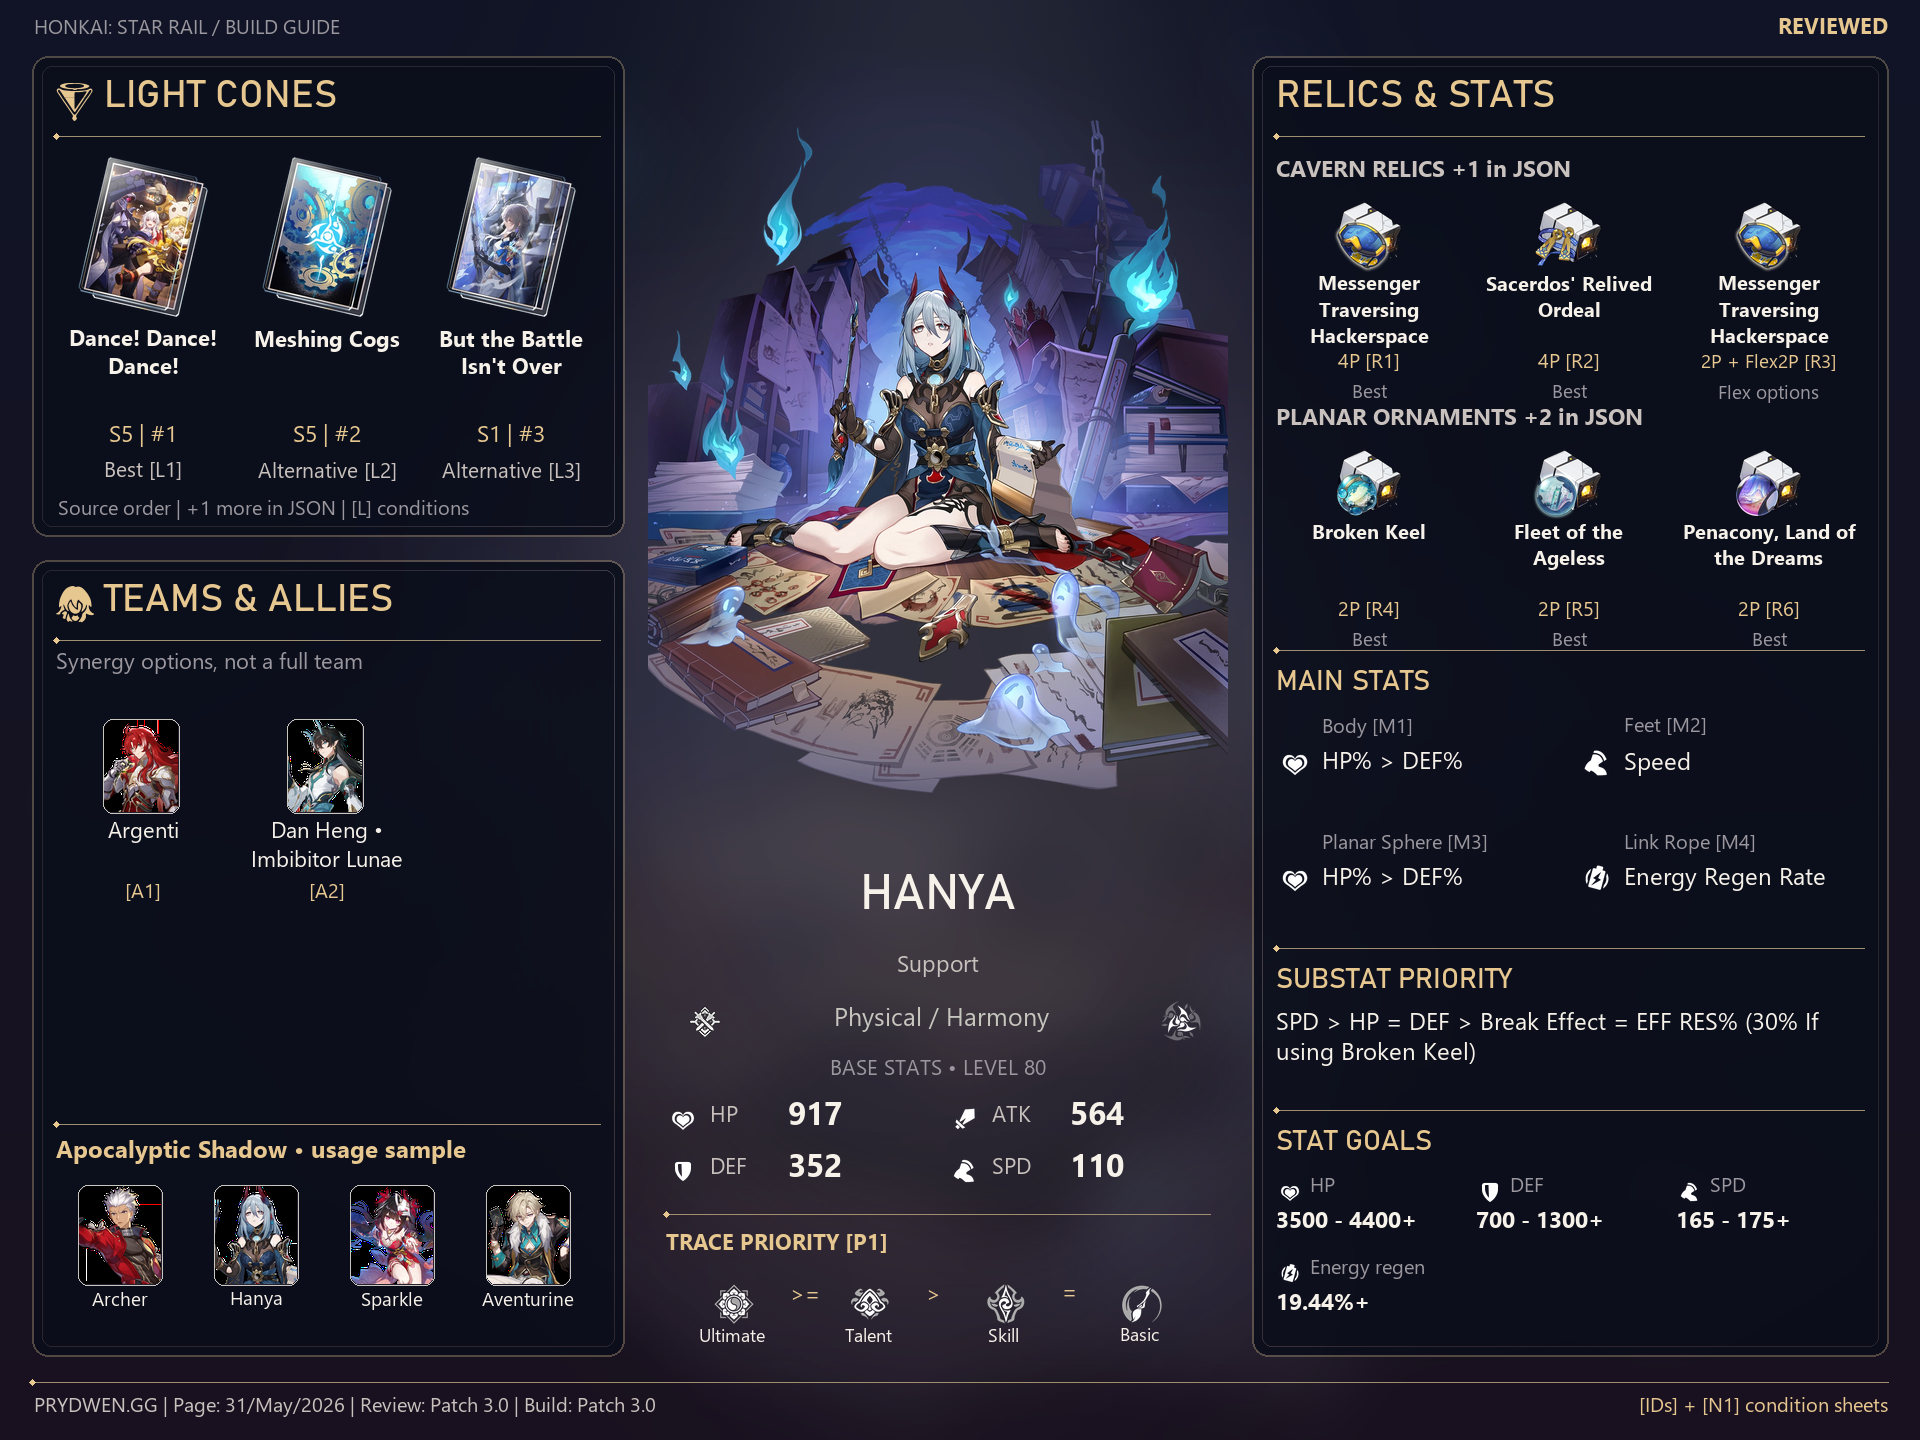 HONKAI: STAR RAIL / BUILD GUIDE
REVIEWED
LIGHT CONES
Dance! Dance! Dance!
S5 | #1
Best [L1]
Meshing Cogs
S5 | #2
Alternative [L2]
But the Battle Isn't Over
S1 | #3
Alternative [L3]
Source order | +1 more in JSON | [L] conditions
TEAMS & ALLIES
Synergy options, not a full team
Argenti
[A1]
Dan Heng •
Imbibitor Lunae
[A2]
Apocalyptic Shadow • usage sample
Archer
Hanya
Sparkle
Aventurine
HANYA
Support
Physical / Harmony
BASE STATS • LEVEL 80
HP 917
ATK 564
DEF 352
SPD 110
TRACE PRIORITY [P1]
Ultimate >= Talent > Skill = Basic
RELICS & STATS
CAVERN RELICS +1 in JSON
Messenger
Traversing
Hackerspace
4P [R1]
Best
Sacerdos' Relived
Ordeal
4P [R2]
Best
Messenger
Traversing
Hackerspace
2P + Flex2P [R3]
Flex options
PLANAR ORNAMENTS +2 in JSON
Broken Keel
2P [R4]
Best
Fleet of the
Ageless
2P [R5]
Best
Penacony, Land of
the Dreams
2P [R6]
Best
MAIN STATS
Body [M1]
HP% > DEF%
Feet [M2]
Speed
Planar Sphere [M3]
HP% > DEF%
Link Rope [M4]
Energy Regen Rate
SUBSTAT PRIORITY
SPD > HP = DEF > Break Effect = EFF RES% (30% If
using Broken Keel)
STAT GOALS
HP
3500 - 4400+
DEF
700 - 1300+
SPD
165 - 175+
Energy regen
19.44%+
PRYDWEN.GG | Page: 31/May/2026 | Review: Patch 3.0 | Build: Patch 3.0
[IDs] + [N1] condition sheets